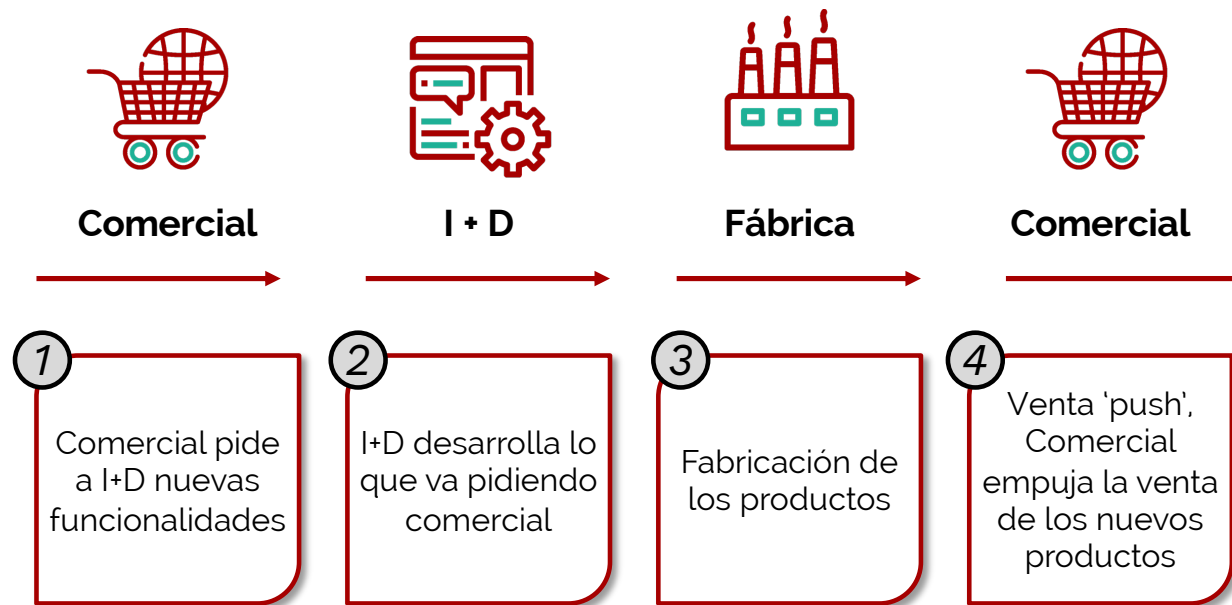 Comercial
I + D
Fábrica
Comercial
1
Comercial pide
a I+D nuevas
funcionalidades
2
I+D desarrolla lo
que va pidiendo
comercial
3
Fabricación de
los productos
4
Venta ‘push’,
Comercial
empuja la venta
de los nuevos
productos